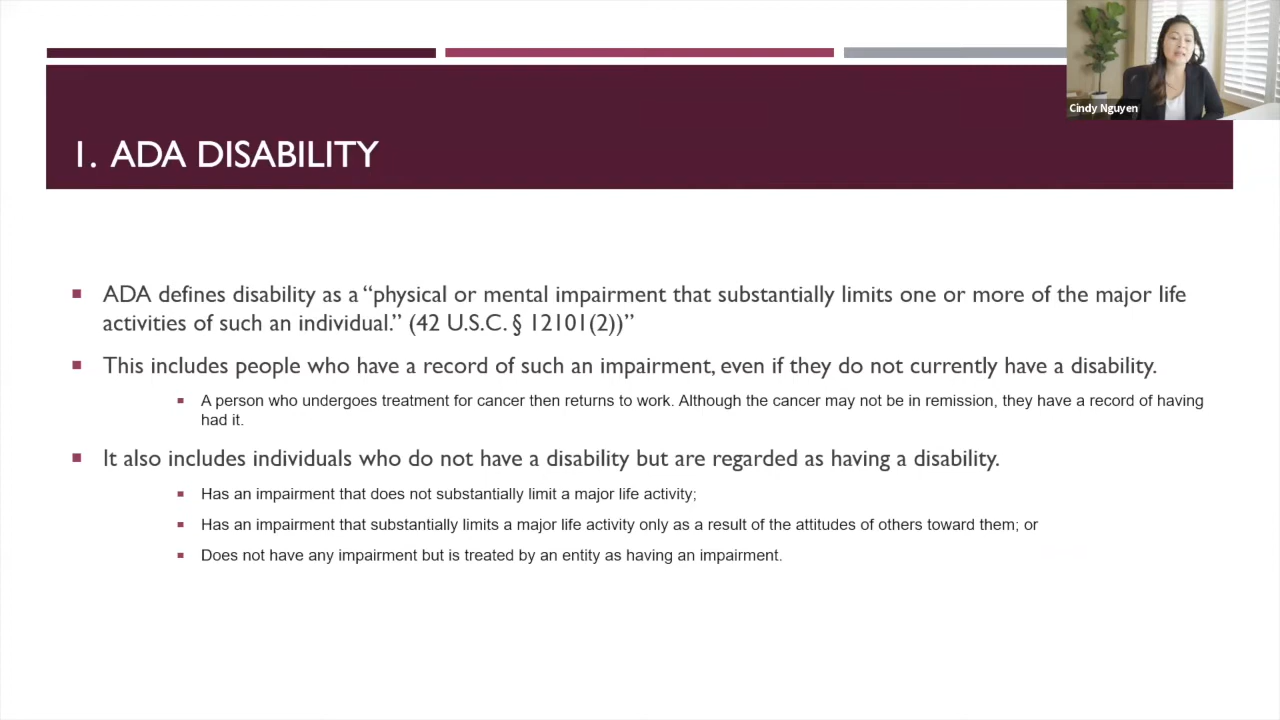 Cindy Nguyen
1. ADA DISABILITY
ADA defines disability as a “physical or mental impairment that substantially limits one or more of the major life
activities of such an individual.” (42 U.S.C. § 12101(2))”
This includes people who have a record of such an impairment, even if they do not currently have a disability.
A person who undergoes treatment for cancer then returns to work. Although the cancer may not be in remission, they have a record of having
had it.
It also includes individuals who do not have a disability but are regarded as having a disability.
Has an impairment that does not substantially limit a major life activity;
Has an impairment that substantially limits a major life activity only as a result of the attitudes of others toward them; or
Does not have any impairment but is treated by an entity as having an impairment.